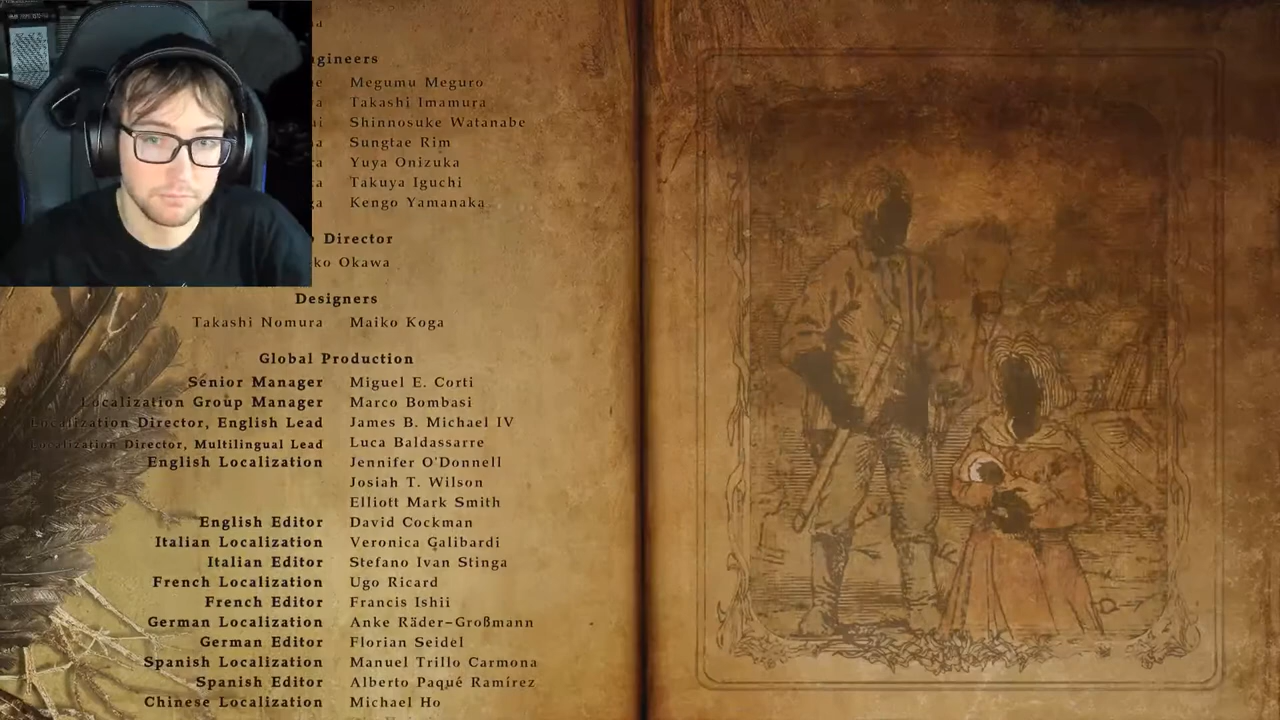 Megumu Meguro
Takashi Imamura
Shinnosuke Watanabe
Sungtae Rim
Yuya Onizuka
Takuya Iguchi
Kengo Yamanaka
Director
Okawa
Designers
Takashi Nomura Maiko Koga
Global Production
Senior Manager Miguel E. Corti
Localization Group Manager Marco Bombasi
Localization Director, English Lead James B. Michael IV
Localization Director, Multilingual Lead Luca Baldassarre
English Localization Jennifer O'Donnell
Josiah T. Wilson
Elliott Mark Smith
English Editor David Cockman
Italian Localization Veronica Galibardi
Italian Editor Stefano Ivan Stinga
French Localization Ugo Ricard
French Editor Francis Ishii
German Localization Anke Räder-Großmann
German Editor Florian Seidel
Spanish Localization Manuel Trillo Carmona
Spanish Editor Alberto Paqué Ramírez
Chinese Localization Michael Ho